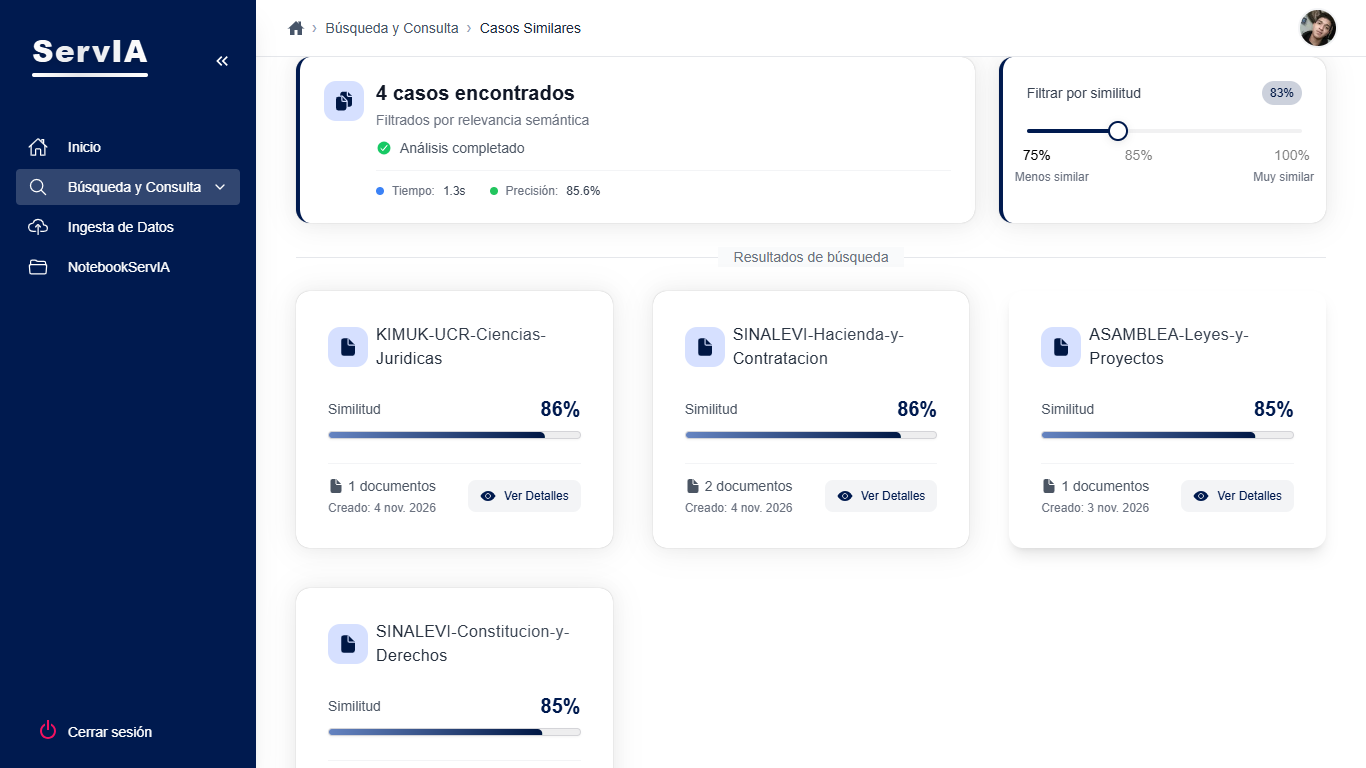 ServIA
«
Inicio
Búsqueda y Consulta
Ingesta de Datos
NotebookServIA
Cerrar sesión
Búsqueda y Consulta › Casos Similares
4 casos encontrados
Filtrados por relevancia semántica
Análisis completado
Tiempo: 1.3s Precisión: 85.6%
Filtrar por similitud 83%
75% 85% 100%
Menos similar Muy similar
Resultados de búsqueda
KIMUK-UCR-Ciencias-
Juridicas
Similitud 86%
1 documentos
Creado: 4 nov. 2026
Ver Detalles
SINALEVI-Hacienda-y-
Contratacion
Similitud 86%
2 documentos
Creado: 4 nov. 2026
Ver Detalles
ASAMBLEA-Leyes-y-
Proyectos
Similitud 85%
1 documentos
Creado: 3 nov. 2026
Ver Detalles
SINALEVI-Constitucion-y-
Derechos
Similitud 85%